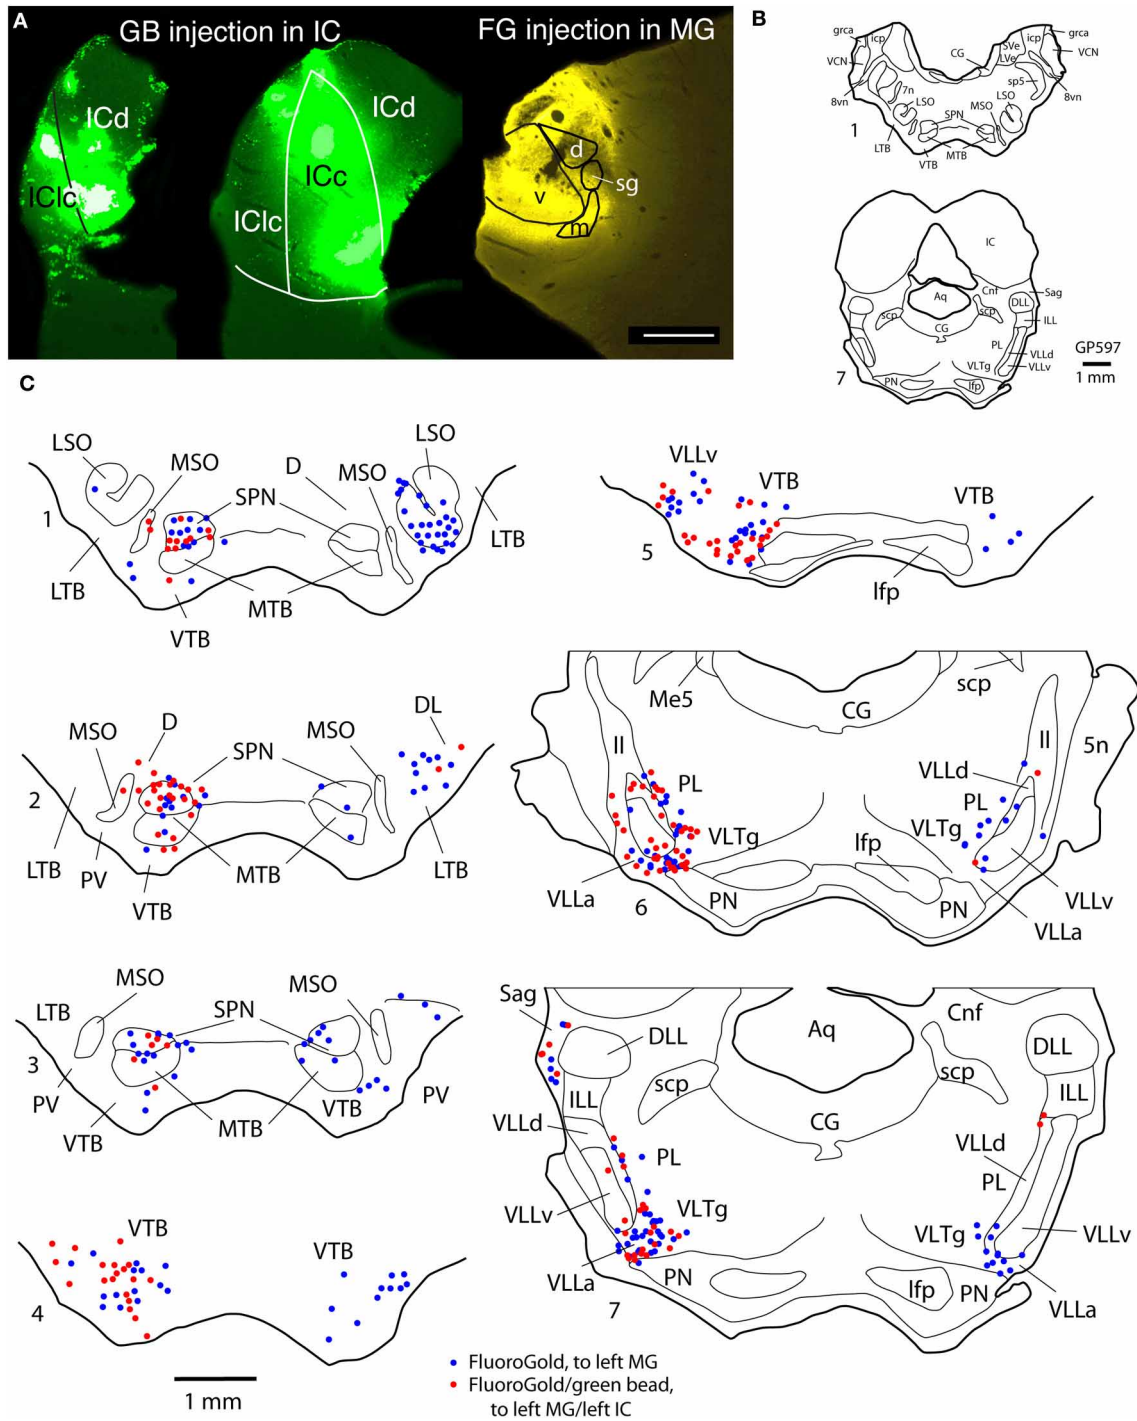 A
GB injection in IC
FG injection in MG
ICd
ICd
d
ICc
sg
IClc
IClc
v
m
B
grca
icp
SVe
icp
grca
VCN
CG
LVe
VCN
sp5
7n
8vn
MSO
LSO
8vn
LSO
SPN
1
LTB
MTB
VTB
IC
Cnf
Sag
Aq
DLL
scp
scp
ILL
CG
PL
VLLd
VLTg
VLLv
7
PN
lfp
GP597
1 mm
C
LSO
LSO
MSO
D
MSO
SPN
1
LTB
LTB
MTB
VTB
MSO
D
SPN
MSO
DL
2
LTB
PV
VTB
MTB
LTB
LTB
MSO
SPN
MSO
3
PV
VTB
MTB
VTB
PV
VTB
VTB
4
1 mm
VLLv
VTB
VTB
5
lfp
Me5
scp
CG
ll
ll
5n
VLLd
PL
PL
VLTg
VLTg
lfp
VLLa
6
PN
PN
VLLv
VLLa
Sag
Cnf
DLL
Aq
DLL
scp
scp
ILL
ILL
VLLd
CG
VLLd
PL
PL
VLTg
VLTg
VLLv
VLLv
VLLa
PN
lfp
PN
VLLa
7
FluoroGold, to left MG
FluoroGold/green bead,
to left MG/left IC